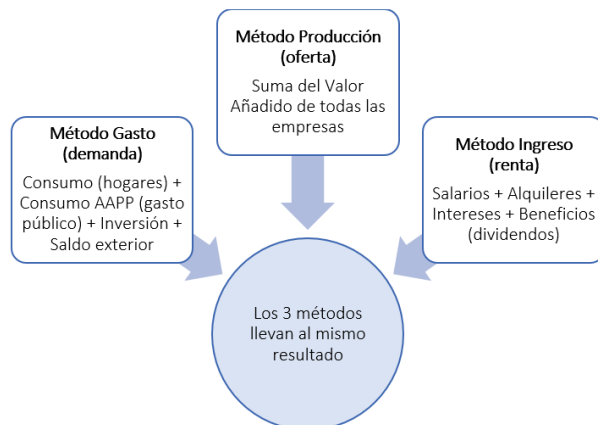 Método Producción
(oferta)
Suma del Valor
Añadido de todas las
empresas
Método Gasto
(demanda)
Consumo (hogares) +
Consumo AAPP (gasto
público) + Inversión +
Saldo exterior
Método Ingreso
(renta)
Salarios + Alquileres +
Intereses + Beneficios
(dividendos)
Los 3 métodos
llevan al mismo
resultado